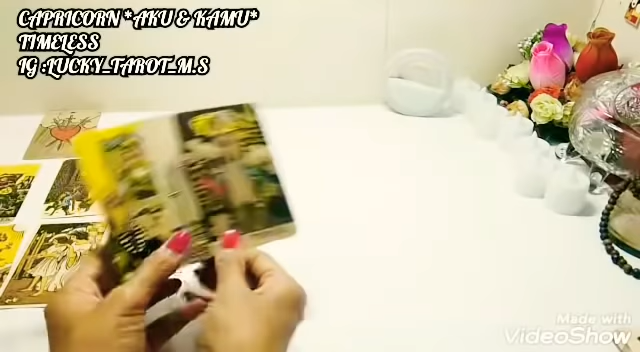 CAPRICORN *AKU & KAMU*
TIMELESS
IG :LUCKY_TAROT_M.S
Made with
VideoShow